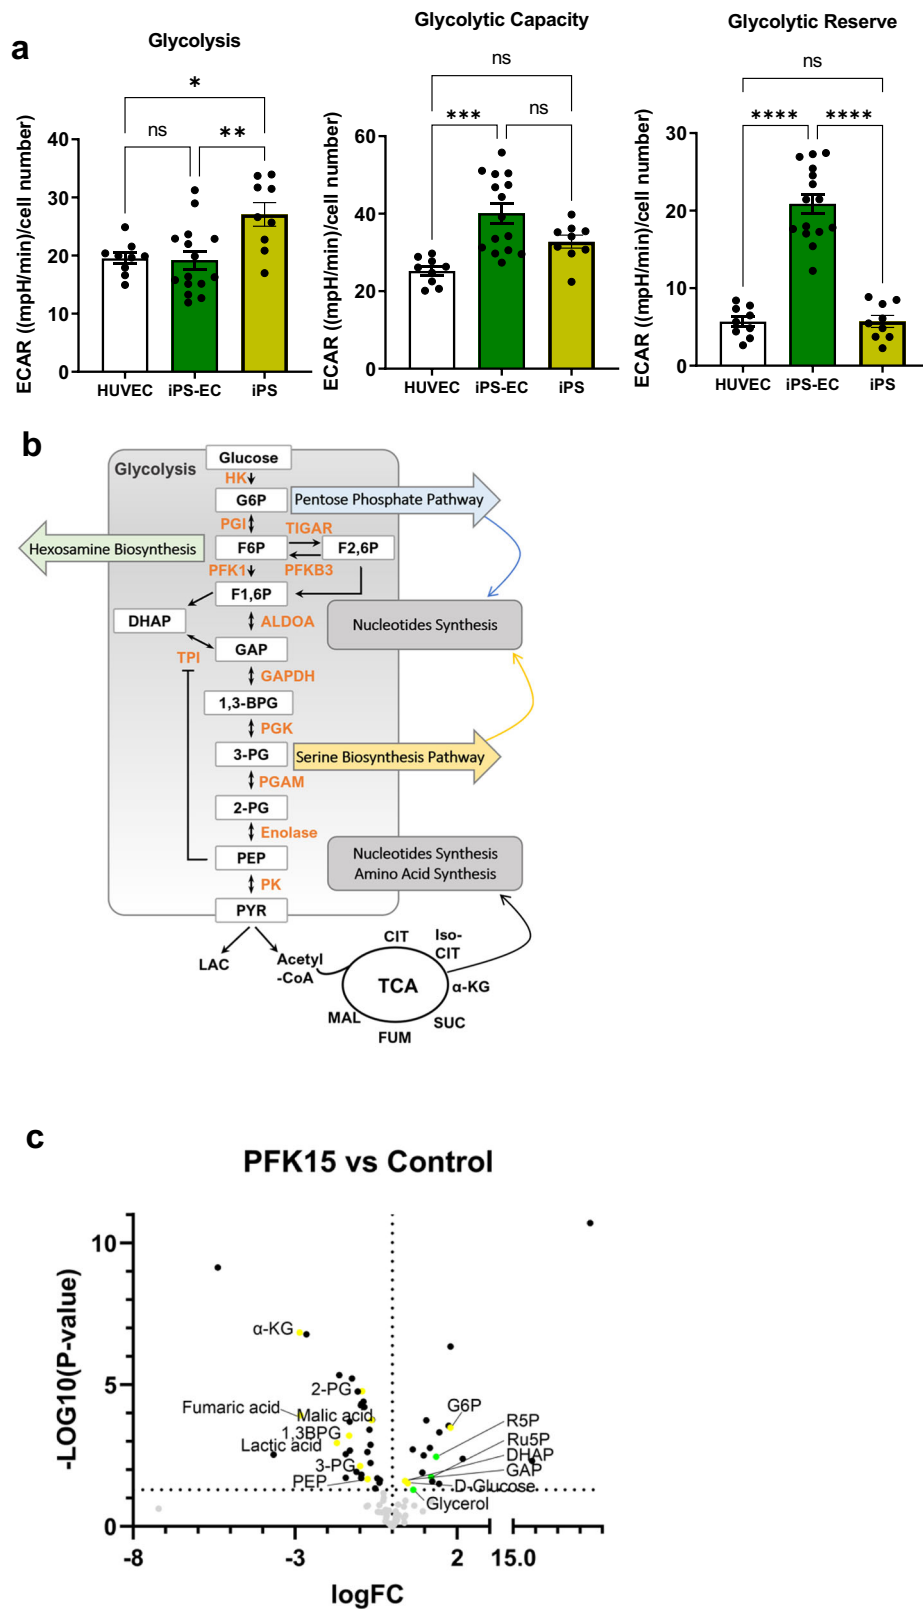 a
Glycolysis
Glycolytic Capacity
Glycolytic Reserve
*
ns
**
ECAR ((mpH/min)/cell number)
40
30
20
10
0
HUVEC
iPS-EC
iPS
ns
***
ns
ECAR ((mpH/min)/cell number)
60
40
20
0
HUVEC
iPS-EC
iPS
ns
****
****
ECAR ((mpH/min)/cell number)
30
20
10
0
HUVEC
iPS-EC
iPS
b
Glycolysis
Glucose
HK
G6P
Pentose Phosphate Pathway
PGI
TIGAR
Hexosamine Biosynthesis
F6P
F2,6P
PFK1
PFKB3
F1,6P
DHAP
ALDOA
Nucleotides Synthesis
TPI
GAP
GAPDH
1,3-BPG
PGK
3-PG
Serine Biosynthesis Pathway
PGAM
2-PG
Enolase
PEP
Nucleotides Synthesis
Amino Acid Synthesis
PK
PYR
LAC
Acetyl
-CoA
CIT
Iso-
CIT
TCA
α-KG
MAL
SUC
FUM
c
PFK15 vs Control
-LOG10(P-value)
10
5
0
α-KG
2-PG
Fumaric acid
Malic acid
1,3BPG
Lactic acid
3-PG
PEP
G6P
R5P
Ru5P
DHAP
GAP
D-Glucose
Glycerol
-8
-3
2
15.0
logFC